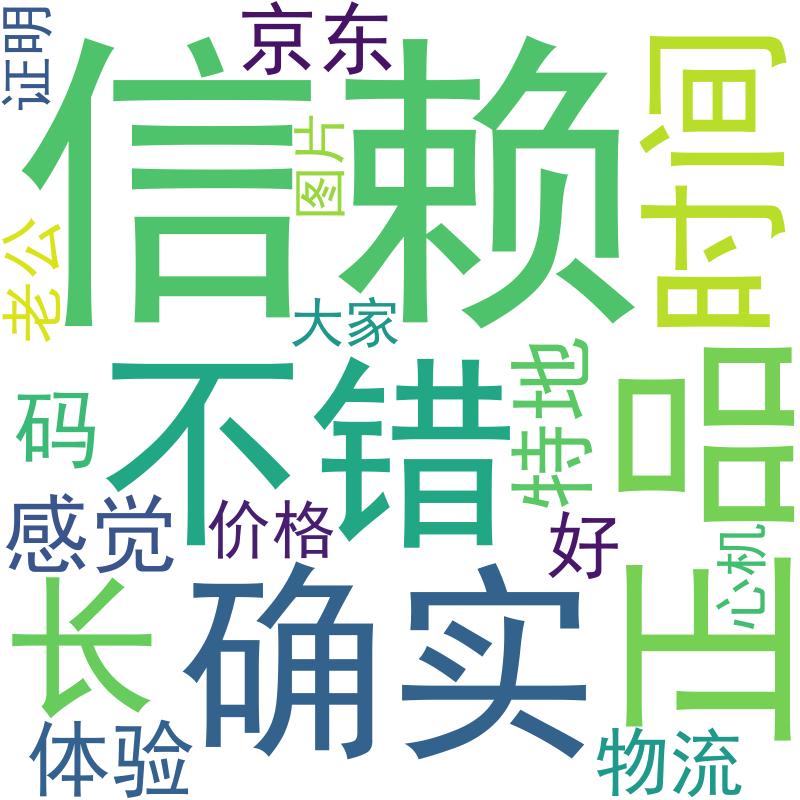 证明
京东
信赖
时间
图片
老公
大家
不错
特地
正品
码
感觉
价格
好
心机
长
确实
体验
物流